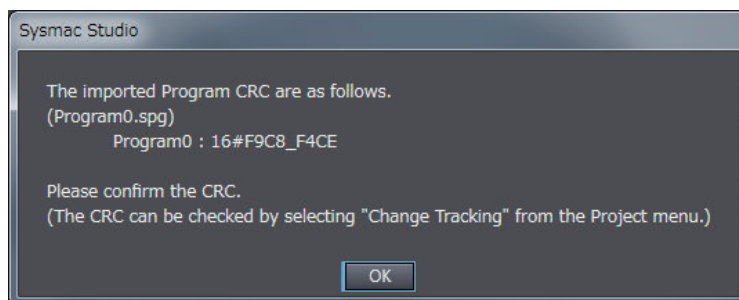 Sysmac Studio
The imported Program CRC are as follows.
(Program0.spg)
Program0 : 16#F9C8_F4CE
Please confirm the CRC.
(The CRC can be checked by selecting "Change Tracking" from the Project menu.)
OK